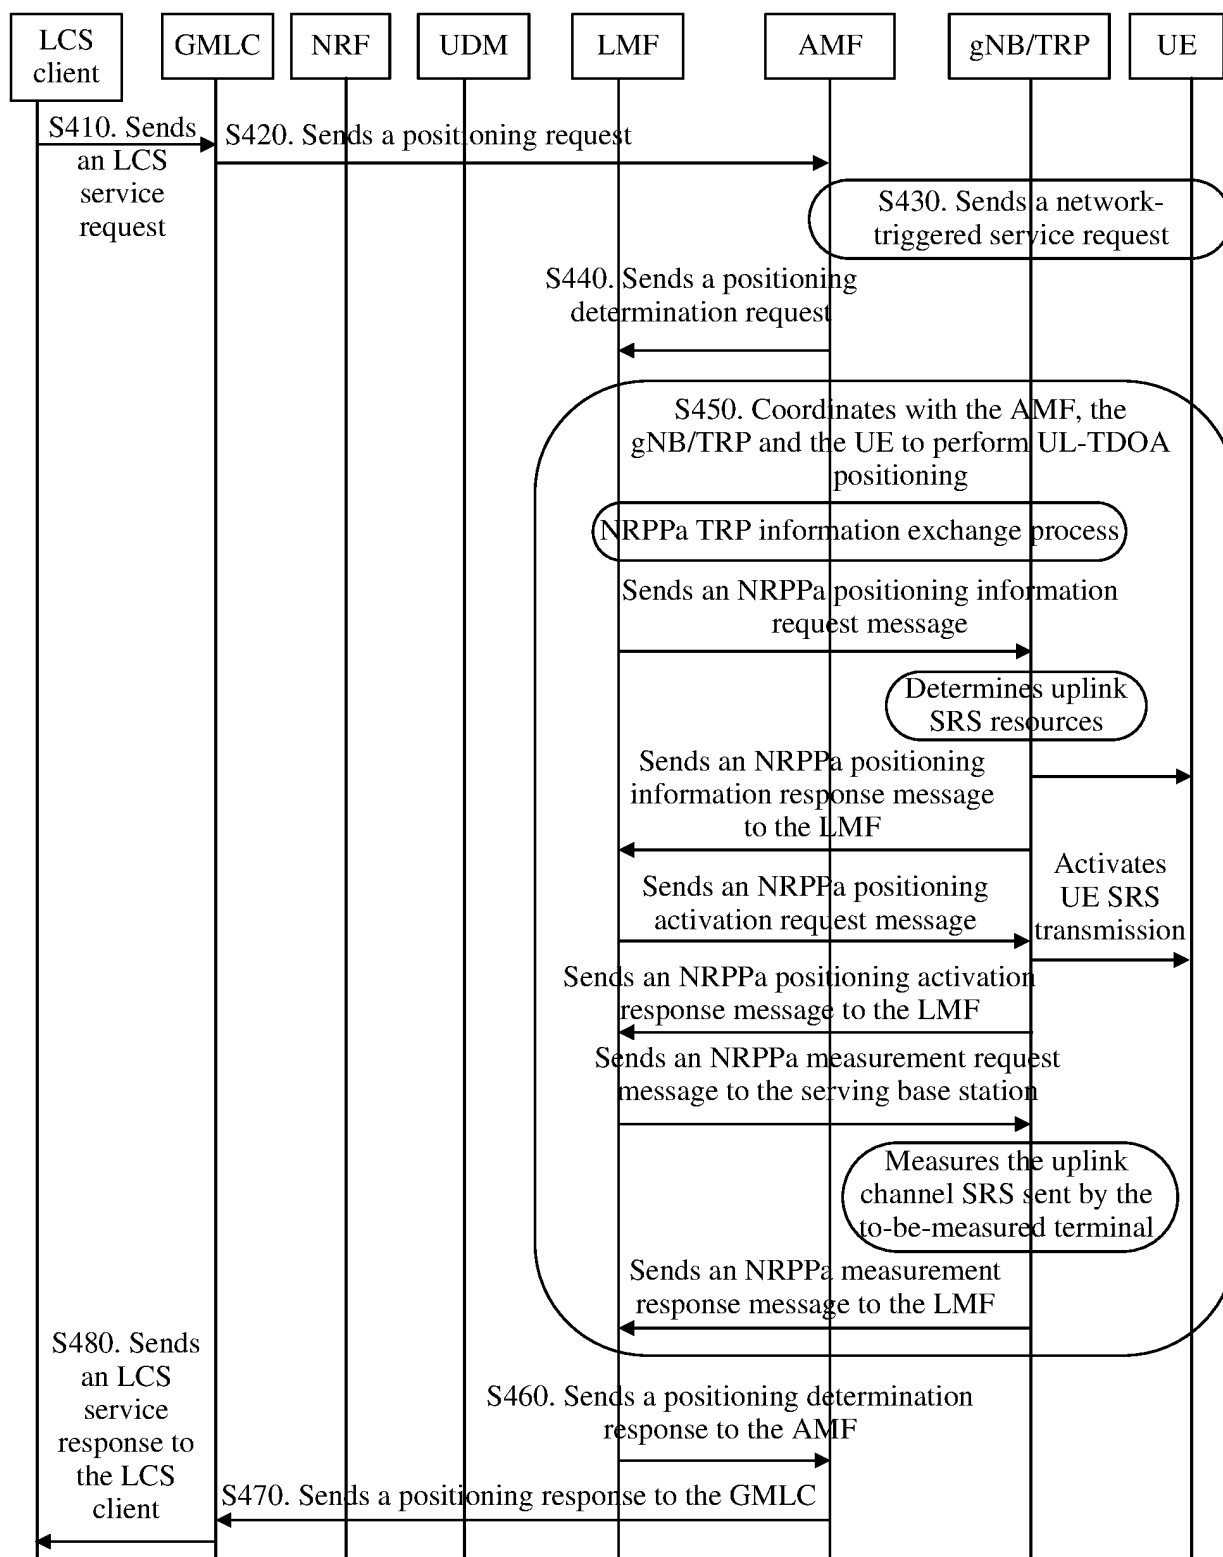 LCS
client
GMLC
NRF
UDM
LMF
AMF
gNB/TRP
UE
S410. Sends
an LCS
service
request
S420. Sends a positioning request
S430. Sends a network-
triggered service request
S440. Sends a positioning
determination request
S450. Coordinates with the AMF, the
gNB/TRP and the UE to perform UL-TDOA
positioning
NRPPa TRP information exchange process
Sends an NRPPa positioning information
request message
Determines uplink
SRS resources
Sends an NRPPa positioning
information response message
to the LMF
Activates
UE SRS
transmission
Sends an NRPPa positioning
activation request message
Sends an NRPPa positioning activation
response message to the LMF
Sends an NRPPa measurement request
message to the serving base station
Measures the uplink
channel SRS sent by the
to-be-measured terminal
Sends an NRPPa measurement
response message to the LMF
S460. Sends a positioning determination
response to the AMF
S470. Sends a positioning response to the GMLC
S480. Sends
an LCS
service
response to
the LCS
client